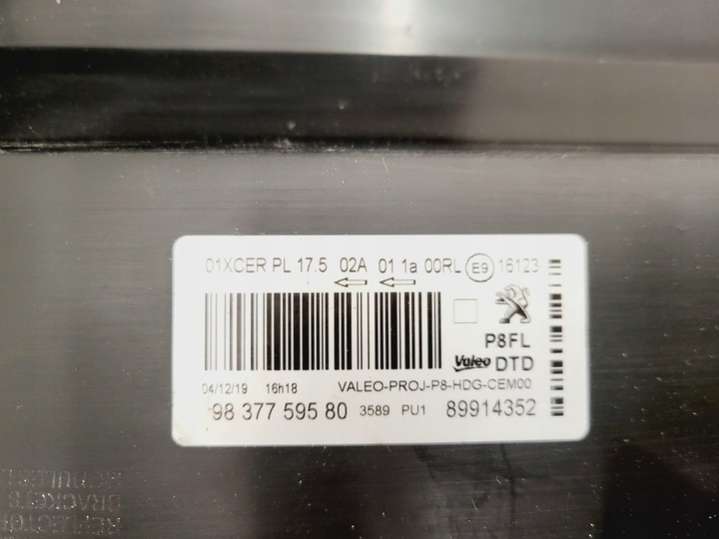 01XCER PL 17.5 02A 01 1a 00RL E9 16123
P8FL
Valeo DTD
04/12/19 16h18 VALEO-PROJ-P8-HDG-CEM00
98 377 595 80 3589 PU1 89914352
BRACKETS